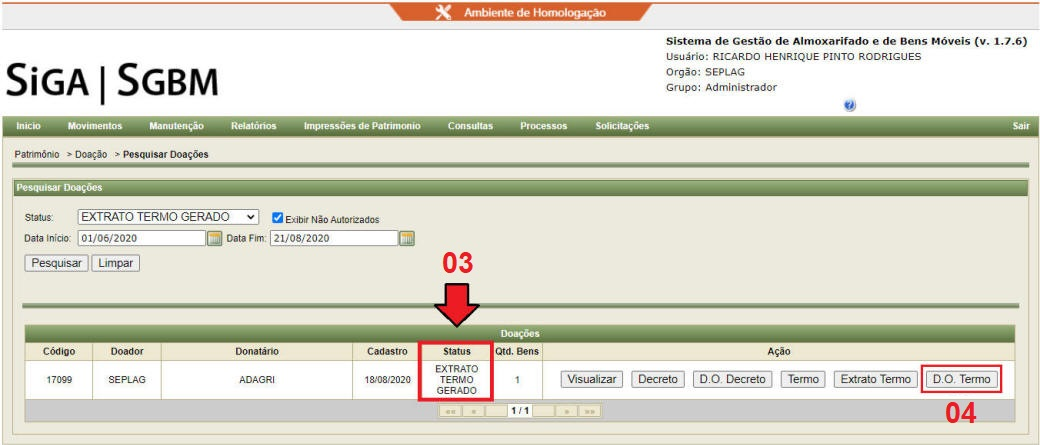 Ambiente de Homologação
SiGA | SGBM
Sistema de Gestão de Almoxarifado e de Bens Móveis (v. 1.7.6)
Usuário: RICARDO HENRIQUE PINTO RODRIGUES
Orgão: SEPLAG
Grupo: Administrador
Início Movimentos Manutenção Relatórios Impressões de Patrimonio Consultas Processos Solicitações Sair
Patrimônio > Doação > Pesquisar Doações
Pesquisar Doações
Status: EXTRATO TERMO GERADO Exibir Não Autorizados
Data Início: 01/06/2020 Data Fim: 21/08/2020
Pesquisar Limpar
03
Doações
Código Doador Donatário Cadastro Status Qtd. Bens Ação
17099 SEPLAG ADAGRI 18/08/2020 EXTRATO TERMO GERADO 1 Visualizar Decreto D.O. Decreto Termo Extrato Termo D.O. Termo
«« « 1 / 1 » »»
04